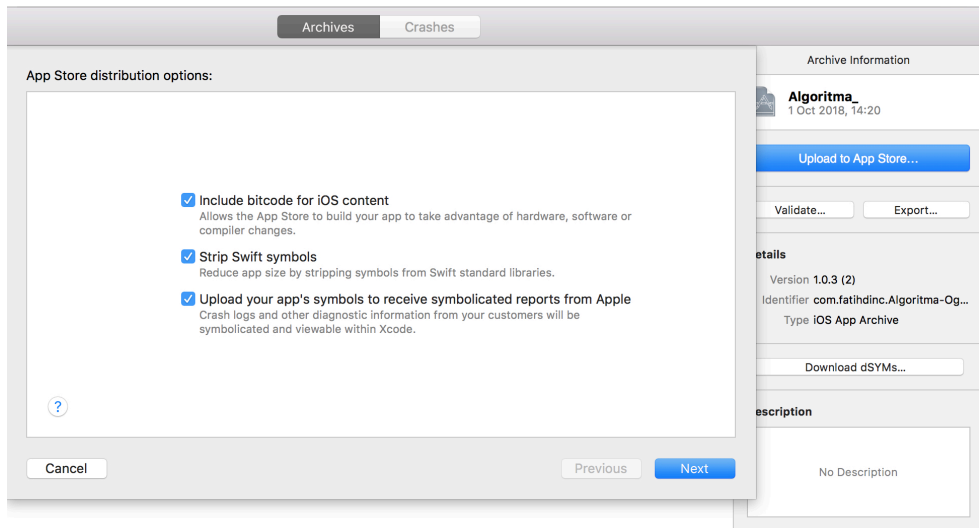 Archives
Crashes
App Store distribution options:
Include bitcode for iOS content
Allows the App Store to build your app to take advantage of hardware, software or
compiler changes.
Strip Swift symbols
Reduce app size by stripping symbols from Swift standard libraries.
Upload your app's symbols to receive symbolicated reports from Apple
Crash logs and other diagnostic information from your customers will be
symbolicated and viewable within Xcode.
?
Cancel
Previous
Next
Archive Information
Algoritma_
1 Oct 2018, 14:20
Upload to App Store...
Validate...
Export...
etails
Version 1.0.3 (2)
Identifier com.fatihdinc.Algoritma-Og...
Type iOS App Archive
Download dSYMs...
escription
No Description